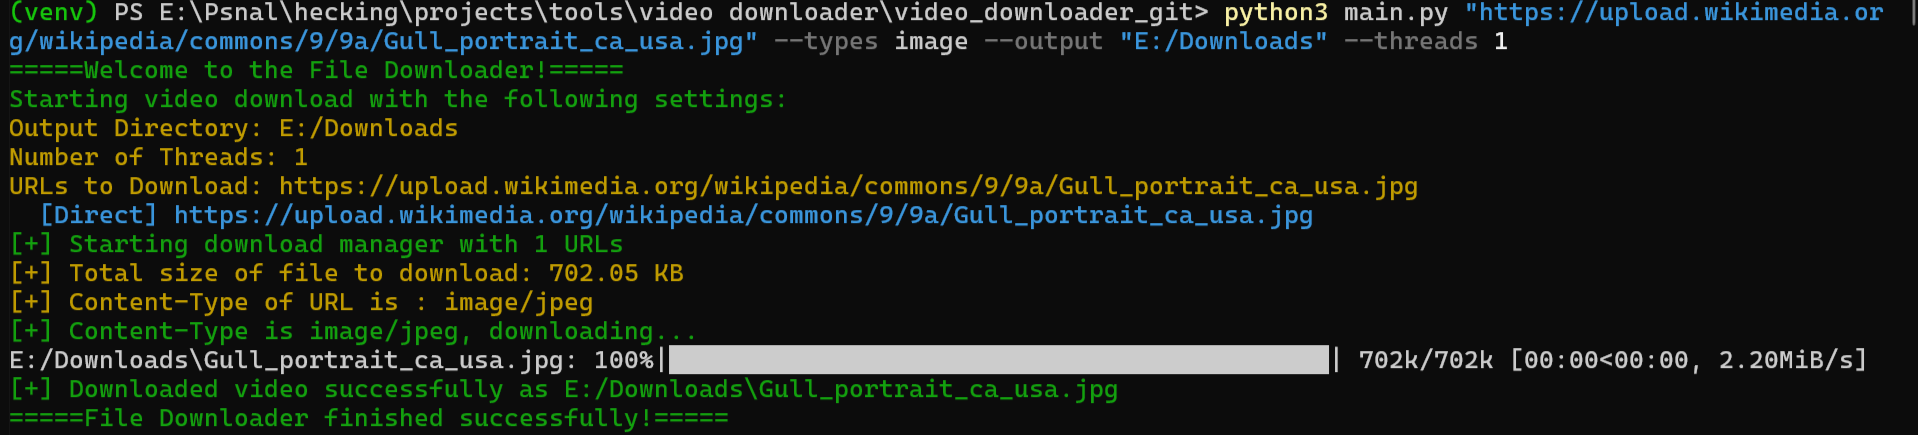 (venv) PS E:\Psnal\hecking\projects\tools\video downloader\video_downloader_git> python3 main.py "https://upload.wikimedia.or
g/wikipedia/commons/9/9a/Gull_portrait_ca_usa.jpg" --types image --output "E:/Downloads" --threads 1
=====Welcome to the File Downloader!=====
Starting video download with the following settings:
Output Directory: E:/Downloads
Number of Threads: 1
URLs to Download: https://upload.wikimedia.org/wikipedia/commons/9/9a/Gull_portrait_ca_usa.jpg
  [Direct] https://upload.wikimedia.org/wikipedia/commons/9/9a/Gull_portrait_ca_usa.jpg
[+] Starting download manager with 1 URLs
[+] Total size of file to download: 702.05 KB
[+] Content-Type of URL is : image/jpeg
[+] Content-Type is image/jpeg, downloading...
E:/Downloads\Gull_portrait_ca_usa.jpg: 100%|██████████| 702k/702k [00:00<00:00, 2.20MiB/s]
[+] Downloaded video successfully as E:/Downloads\Gull_portrait_ca_usa.jpg
=====File Downloader finished successfully!=====